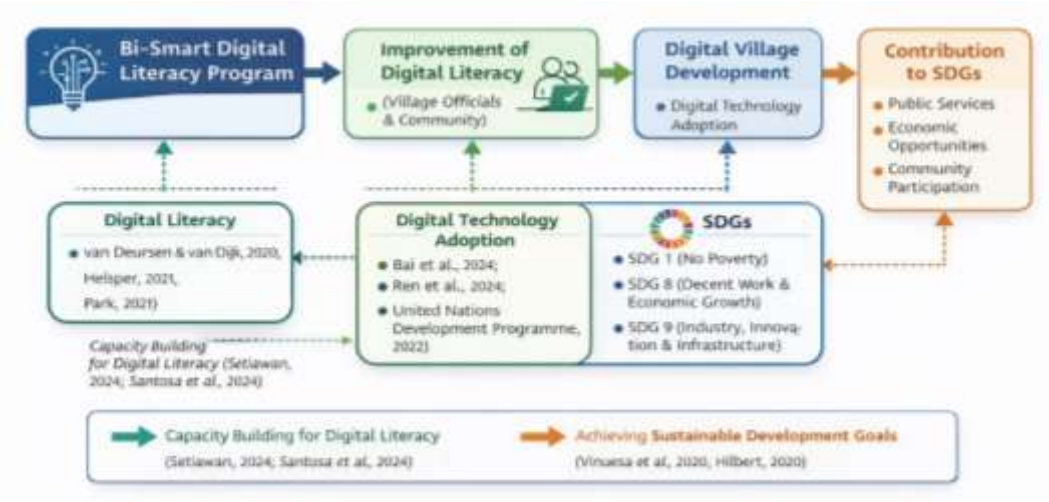 Bi-Smart Digital
Literacy Program
Improvement of
Digital Literacy
• (Village Officials
& Community)
Digital Village
Development
• Digital Technology
Adoption
Contribution
to SDGs
• Public Services
• Economic
Opportunities
• Community
Participation
Digital Literacy
• van Deursen & van Dijk, 2020,
Helsper, 2021,
Park, 2021)
Digital Technology
Adoption
• Bai et al., 2024;
• Ren et al., 2024;
• United Nations
Development Programme,
2022)
SDGs
• SDG 1 (No Poverty)
• SDG 8 (Decent Work &
Economic Growth)
• SDG 9 (Industry, Innova-
tion & Infrastructure)
Capacity Building
for Digital Literacy (Setiawan,
2024; Santosa et al., 2024)
Capacity Building for Digital Literacy
(Setiawan, 2024; Santosa et al., 2024)
Achieving Sustainable Development Goals
(Vinuesa et al., 2020, Hilbert, 2020)